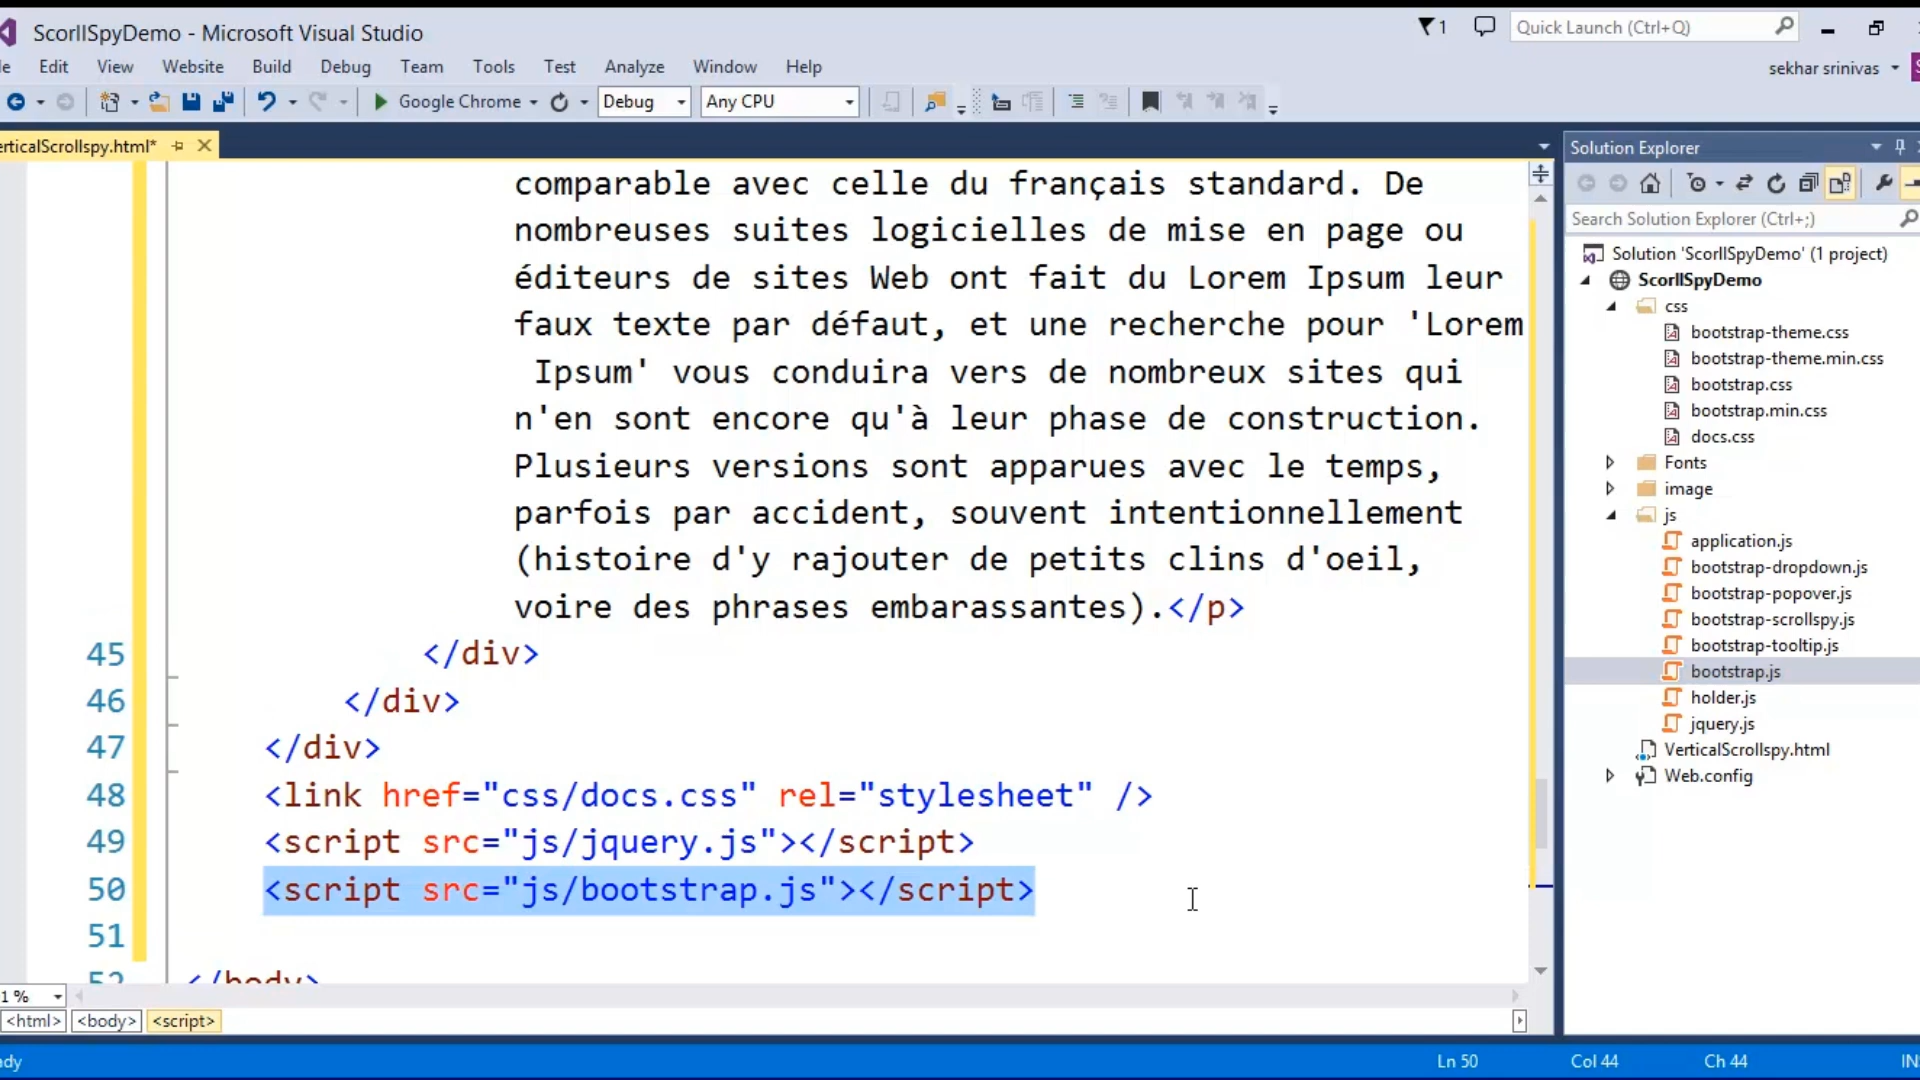 ScorllSpyDemo - Microsoft Visual Studio
1
Quick Launch (Ctrl+Q)
Edit View Website Build Debug Team Tools Test Analyze Window Help
sekhar srinivas
Google Chrome Debug Any CPU
erticalScrollspy.html*
Solution Explorer
Search Solution Explorer (Ctrl+;)
Solution 'ScorllSpyDemo' (1 project)
ScorllSpyDemo
css
bootstrap-theme.css
bootstrap-theme.min.css
bootstrap.css
bootstrap.min.css
docs.css
Fonts
image
js
application.js
bootstrap-dropdown.js
bootstrap-popover.js
bootstrap-scrollspy.js
bootstrap-tooltip.js
bootstrap.js
holder.js
jquery.js
VerticalScrollspy.html
Web.config
comparable avec celle du français standard. De
nombreuses suites logicielles de mise en page ou
éditeurs de sites Web ont fait du Lorem Ipsum leur
faux texte par défaut, et une recherche pour 'Lorem
Ipsum' vous conduira vers de nombreux sites qui
n'en sont encore qu'à leur phase de construction.
Plusieurs versions sont apparues avec le temps,
parfois par accident, souvent intentionnellement
(histoire d'y rajouter de petits clins d'oeil,
voire des phrases embarassantes).</p>
45 </div>
46 </div>
47 </div>
48 <link href="css/docs.css" rel="stylesheet" />
49 <script src="js/jquery.js"></script>
50 <script src="js/bootstrap.js"></script>
51
52 </body>
1 %
<html> <body> <script>
Ln 50 Col 44 Ch 44